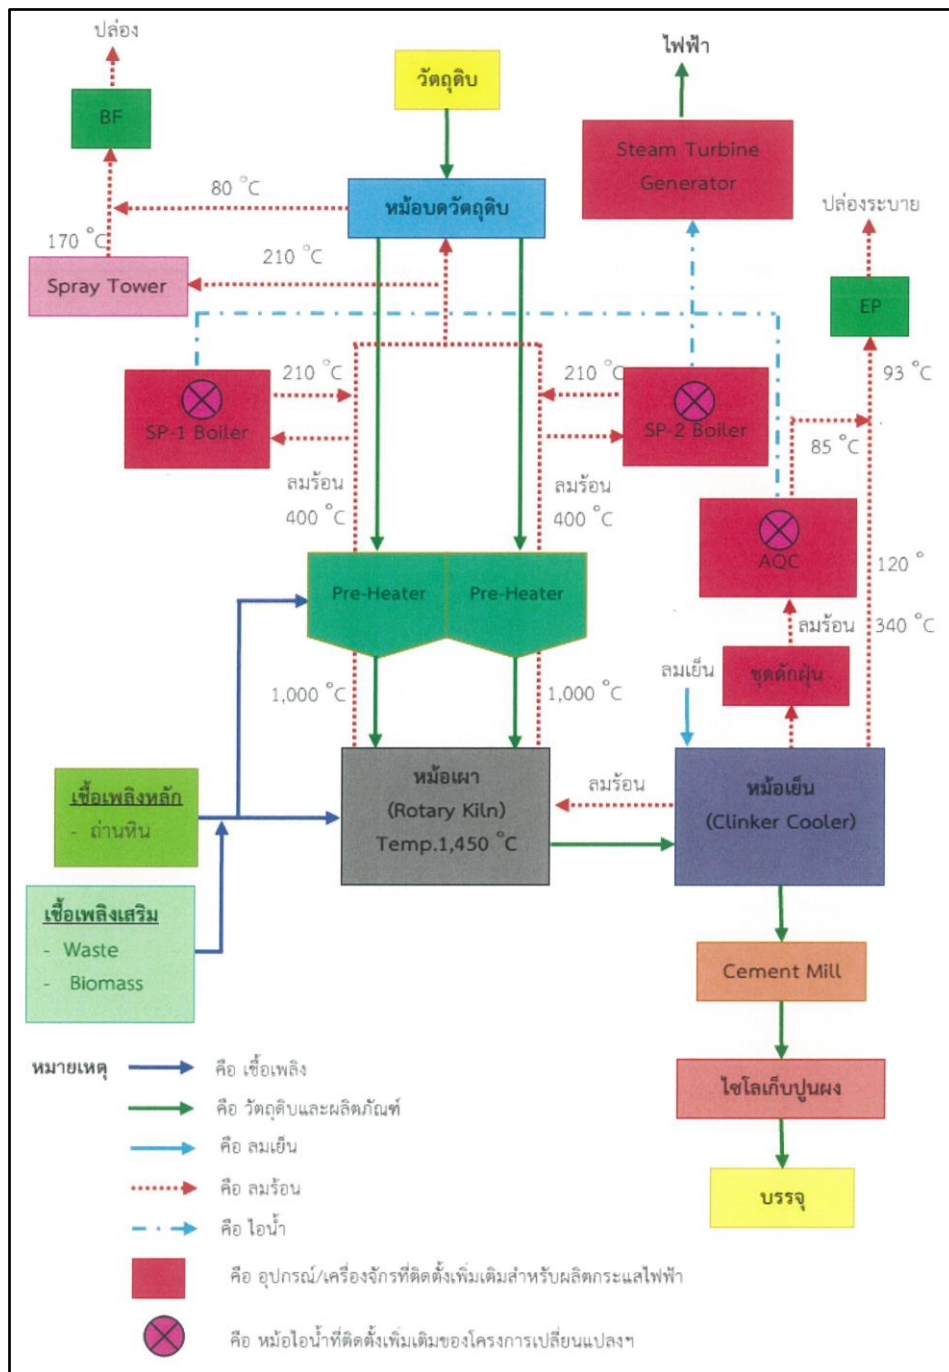 ปล่อง
ไฟฟ้า
วัตถุดิบ
BF
Steam Turbine
Generator
80 °C
หม้อบดวัตถุดิบ
ปล่องระบาย
170 °C
210 °C
Spray Tower
EP
210 °C
210 °C
93 °C
SP-1 Boiler
SP-2 Boiler
85 °C
ลมร้อน
400 °C
ลมร้อน
400 °C
AQC
120 °
Pre-Heater
Pre-Heater
ลมร้อน
340 °C
ลมเย็น
ชุดดักฝุ่น
1,000 °C
1,000 °C
หม้อเผา
(Rotary Kiln)
Temp.1,450 °C
ลมร้อน
หม้อเย็น
(Clinker Cooler)
เชื้อเพลิงหลัก
- ถ่านหิน
เชื้อเพลิงเสริม
- Waste
- Biomass
Cement Mill
หมายเหตุ
คือ เชื้อเพลิง
ไซโลเก็บปูนผง
คือ วัตถุดิบและผลิตภัณฑ์
คือ ลมเย็น
คือ ลมร้อน
บรรจุ
คือ ไอน้ำ
คือ อุปกรณ์/เครื่องจักรที่ติดตั้งเพิ่มเติมสำหรับผลิตกระแสไฟฟ้า
คือ หม้อไอน้ำที่ติดตั้งเพิ่มเติมของโครงการเปลี่ยนแปลงฯ